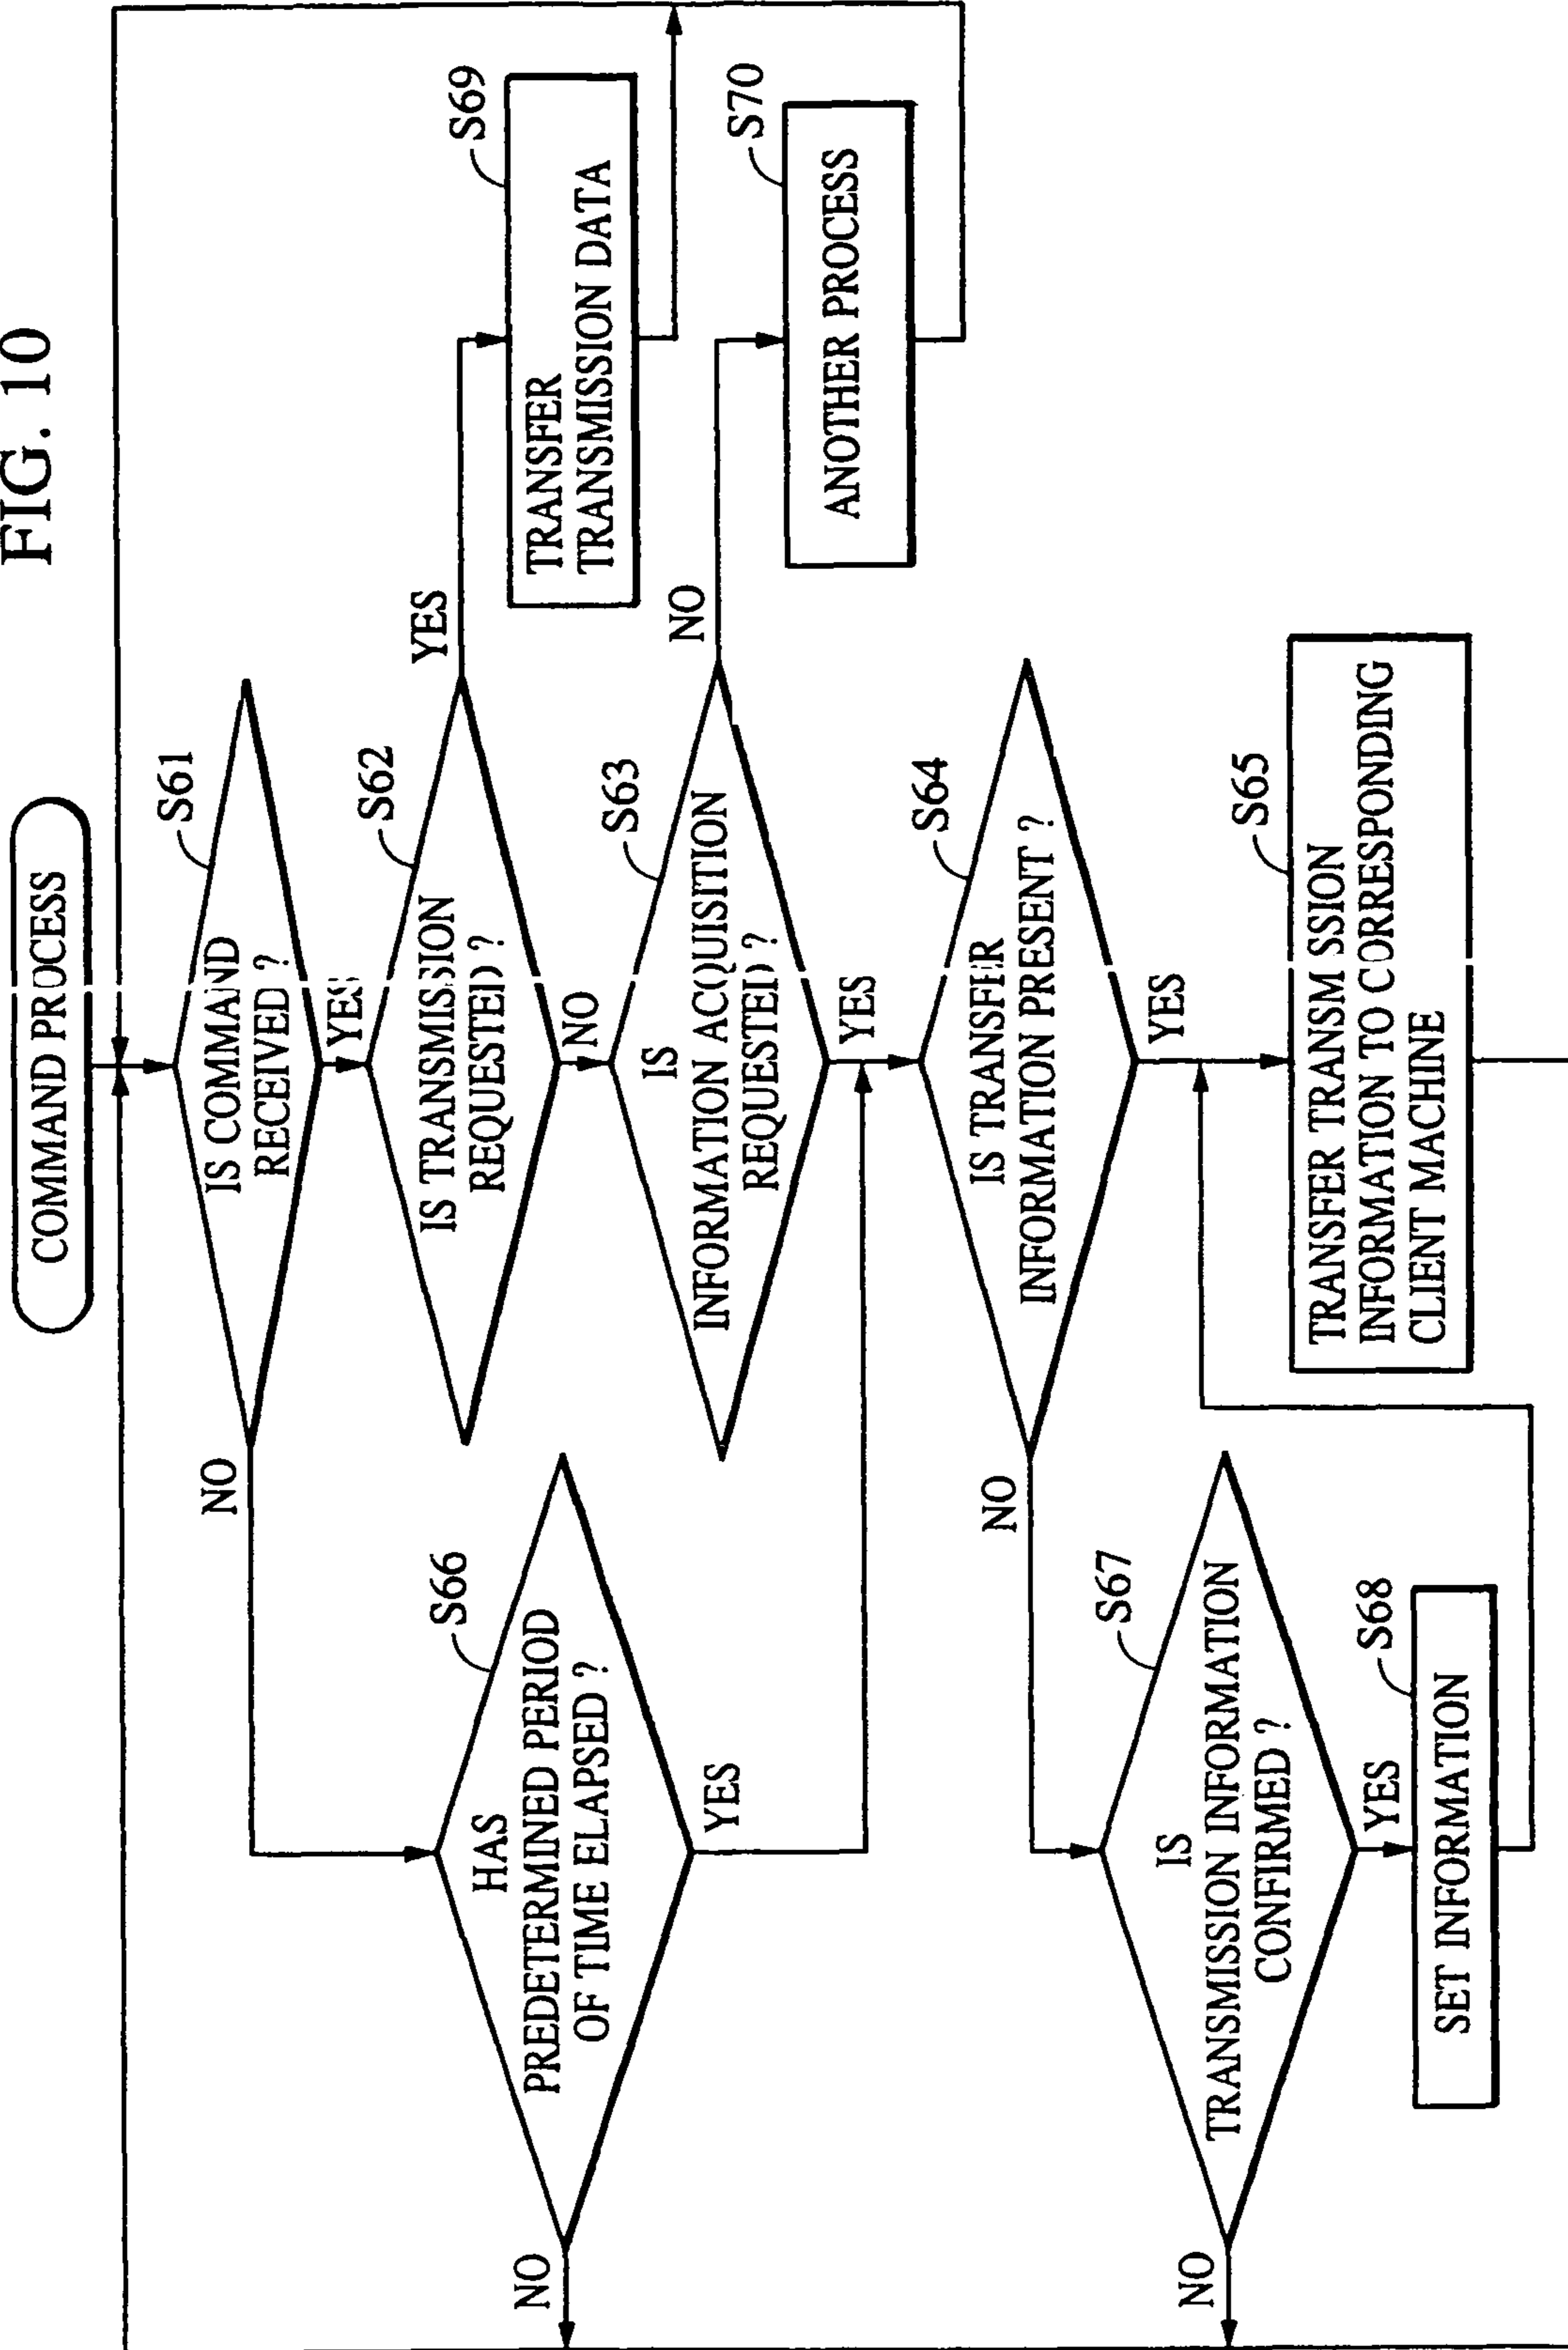 FIG. 10
COMMAND PROCESS
S61
IS COMMAND
RECEIVED ?
NO
YES
S62
IS TRANSMISSION
REQUESTED ?
YES
NO
S69
TRANSFER
TRANSMISSION DATA
S63
IS
INFORMATION ACQUISITION
REQUESTED ?
NO
YES
S70
ANOTHER PROCESS
S66
HAS
PREDETERMINED PERIOD
OF TIME ELAPSED ?
NO
YES
S64
IS TRANSFER
INFORMATION PRESENT ?
NO
YES
S67
IS
TRANSMISSION INFORMATION
CONFIRMED ?
NO
YES
S65
TRANSFER TRANSM SSION
INFORMATION TO CORRESPONDING
CLIENT MACHINE
S68
SET INFORMATION